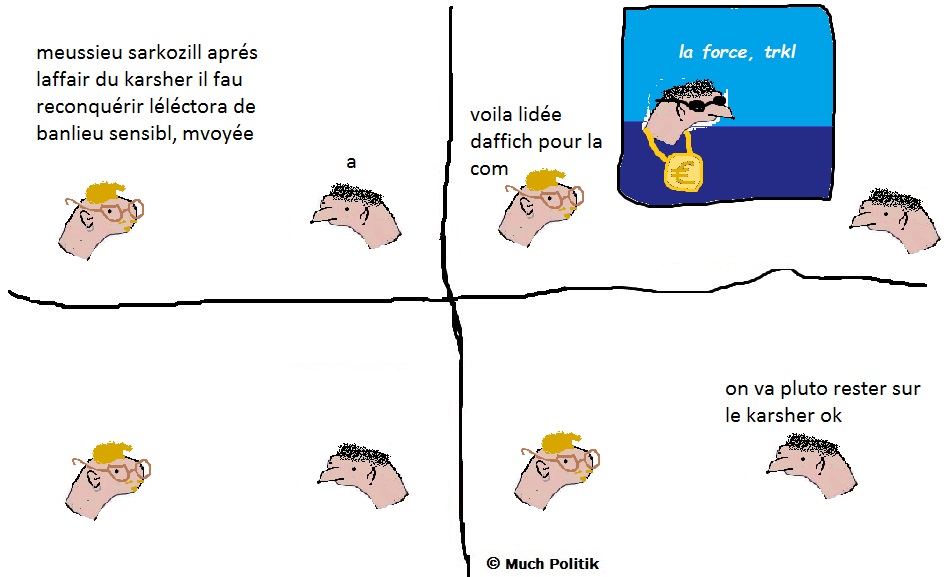 meussieu sarkozill aprés
laffair du karsher il fau
reconquérir léléctora de
banlieu sensibl, mvoyée
a
voila lidée
daffich pour la
com
la force, trkl
€
on va pluto rester sur
le karsher ok
© Much Politik